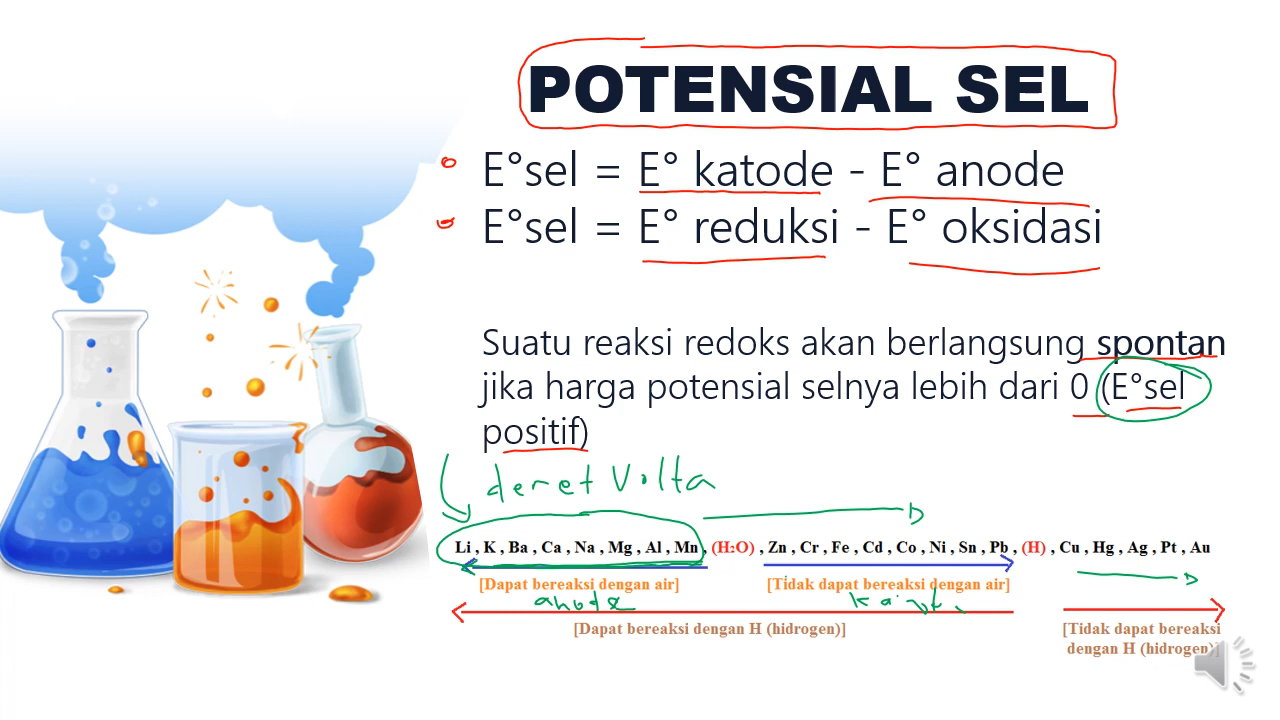 POTENSIAL SEL
E°sel = E° katode - E° anode
E°sel = E° reduksi - E° oksidasi
Suatu reaksi redoks akan berlangsung spontan
jika harga potensial selnya lebih dari 0 (E°sel
positif)
deret Volta
Li , K , Ba , Ca , Na , Mg , Al , Mn , (H₂O) , Zn , Cr , Fe , Cd , Co , Ni , Sn , Pb , (H) , Cu , Hg , Ag , Pt , Au
[Dapat bereaksi dengan air] [Tidak dapat bereaksi dengan air]
anode
[Dapat bereaksi dengan H (hidrogen)]
[Tidak dapat bereaksi
dengan H (hidrogen)]